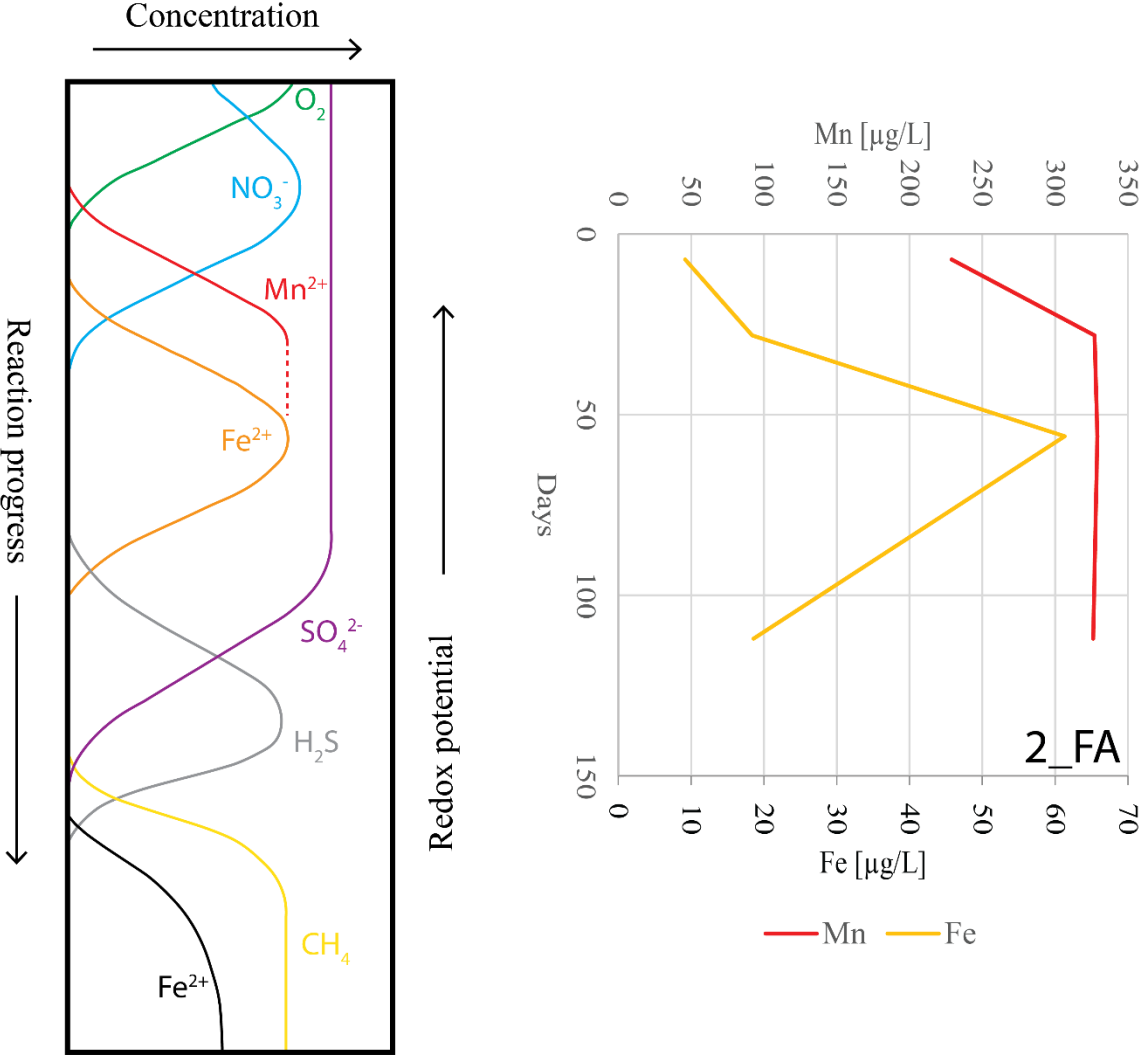 Concentration
O₂
NO₃⁻
Mn²⁺
Fe²⁺
SO₄²⁻
H₂S
CH₄
Fe²⁺
Reaction progress
Redox potential
Mn [µg/L]
0 50 100 150 200 250 300 350
0
50
100
150
Days
2_FA
0 10 20 30 40 50 60 70
Fe [µg/L]
Mn Fe